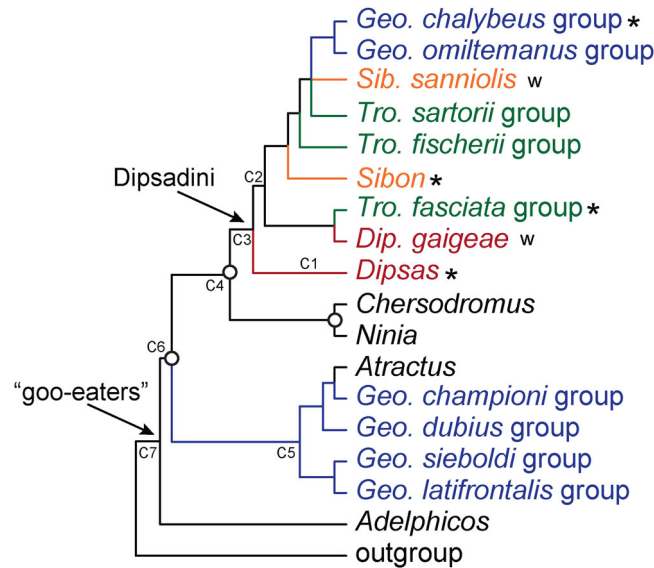 Geo. chalybeus group *
Geo. omiltemanus group
Sib. sanniolis w
Tro. sartorii group
Tro. fischerii group
Dipsadini
C2
Sibon *
Tro. fasciata group *
C3
Dip. gaigeae w
C1
Dipsas *
C4
Chersodromus
Ninia
C6
Atractus
"goo-eaters"
Geo. championi group
Geo. dubius group
C7
C5
Geo. sieboldi group
Geo. latifrontalis group
Adelphicos
outgroup